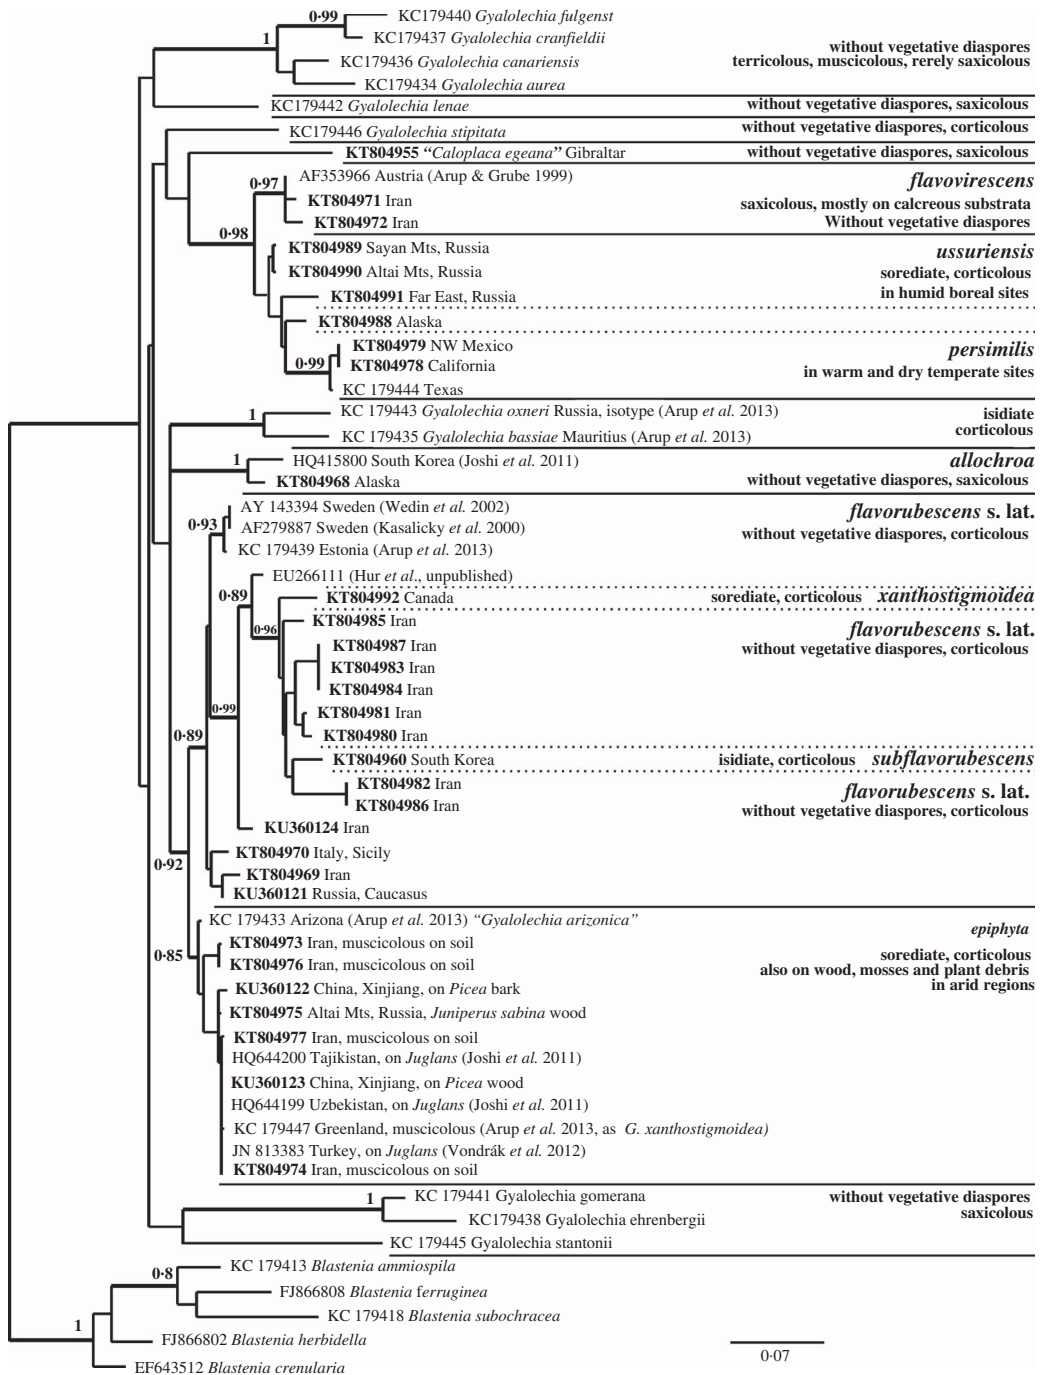 0·99
KC179440 Gyalolechia fulgenst
1
KC179437 Gyalolechia cranfieldii
KC179436 Gyalolechia canariensis
KC179434 Gyalolechia aurea
without vegetative diaspores
terricolous, muscicolous, rerely saxicolous
KC179442 Gyalolechia lenae
without vegetative diaspores, saxicolous
KC179446 Gyalolechia stipitata
without vegetative diaspores, corticolous
KT804955 “Caloplaca egeana” Gibraltar
without vegetative diaspores, saxicolous
0·97
AF353966 Austria (Arup & Grube 1999)
KT804971 Iran
KT804972 Iran
flavovirescens
saxicolous, mostly on calcreous substrata
Without vegetative diaspores
0·98
KT804989 Sayan Mts, Russia
KT804990 Altai Mts, Russia
KT804991 Far East, Russia
ussuriensis
sorediate, corticolous
in humid boreal sites
KT804988 Alaska
0·99
KT804979 NW Mexico
KT804978 California
KC 179444 Texas
persimilis
in warm and dry temperate sites
1
KC 179443 Gyalolechia oxneri Russia, isotype (Arup et al. 2013)
KC 179435 Gyalolechia bassiae Mauritius (Arup et al. 2013)
isidiate
corticolous
1
HQ415800 South Korea (Joshi et al. 2011)
KT804968 Alaska
allochroa
without vegetative diaspores, saxicolous
0·93
AY 143394 Sweden (Wedin et al. 2002)
AF279887 Sweden (Kasalicky et al. 2000)
KC 179439 Estonia (Arup et al. 2013)
flavorubescens s. lat.
without vegetative diaspores, corticolous
EU266111 (Hur et al., unpublished)
0·89
KT804992 Canada
sorediate, corticolous xanthostigmoidea
0·96
KT804985 Iran
KT804987 Iran
KT804983 Iran
KT804984 Iran
KT804981 Iran
KT804980 Iran
flavorubescens s. lat.
without vegetative diaspores, corticolous
0·99
0·89
KT804960 South Korea
isidiate, corticolous subflavorubescens
KT804982 Iran
KT804986 Iran
flavorubescens s. lat.
without vegetative diaspores, corticolous
KU360124 Iran
0·92
KT804970 Italy, Sicily
KT804969 Iran
KU360121 Russia, Caucasus
KC 179433 Arizona (Arup et al. 2013) “Gyalolechia arizonica”
epiphyta
0·85
KT804973 Iran, muscicolous on soil
KT804976 Iran, muscicolous on soil
sorediate, corticolous
also on wood, mosses and plant debris
in arid regions
KU360122 China, Xinjiang, on Picea bark
KT804975 Altai Mts, Russia, Juniperus sabina wood
KT804977 Iran, muscicolous on soil
HQ644200 Tajikistan, on Juglans (Joshi et al. 2011)
KU360123 China, Xinjiang, on Picea wood
HQ644199 Uzbekistan, on Juglans (Joshi et al. 2011)
KC 179447 Greenland, muscicolous (Arup et al. 2013, as G. xanthostigmoidea)
JN 813383 Turkey, on Juglans (Vondrák et al. 2012)
KT804974 Iran, muscicolous on soil
1
KC 179441 Gyalolechia gomerana
KC179438 Gyalolechia ehrenbergii
without vegetative diaspores
saxicolous
KC 179445 Gyalolechia stantonii
KC 179413 Blastenia ammiospila
0·8
FJ866808 Blastenia ferruginea
KC 179418 Blastenia subochracea
1
FJ866802 Blastenia herbidella
EF643512 Blastenia crenularia
0·07